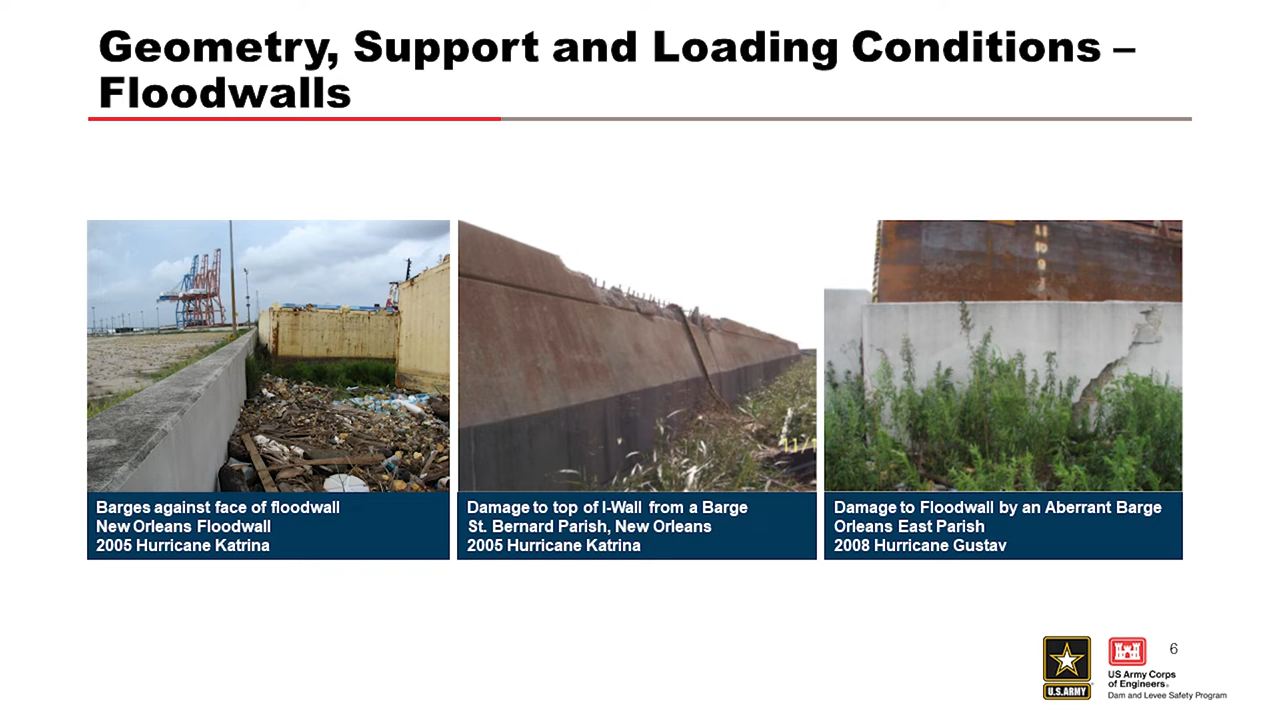 Geometry, Support and Loading Conditions –
Floodwalls
11
10
9
Barges against face of floodwall
New Orleans Floodwall
2005 Hurricane Katrina
Damage to top of I-Wall from a Barge
St. Bernard Parish, New Orleans
2005 Hurricane Katrina
Damage to Floodwall by an Aberrant Barge
Orleans East Parish
2008 Hurricane Gustav
6
U.S.ARMY
US Army Corps
of Engineers®
Dam and Levee Safety Program